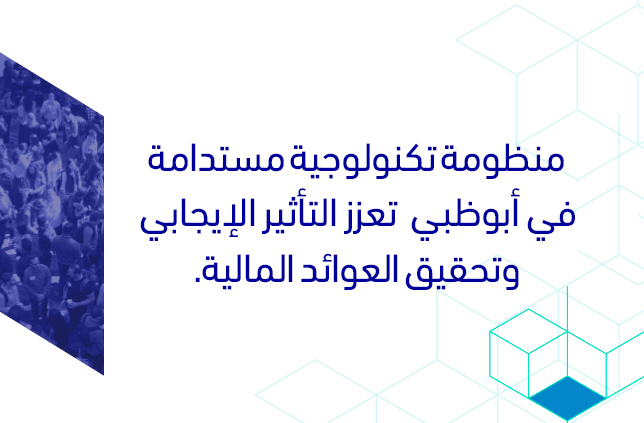 منظومة تكنولوجية مستدامة
في أبوظبي تعزز التأثير الإيجابي
وتحقيق العوائد المالية.